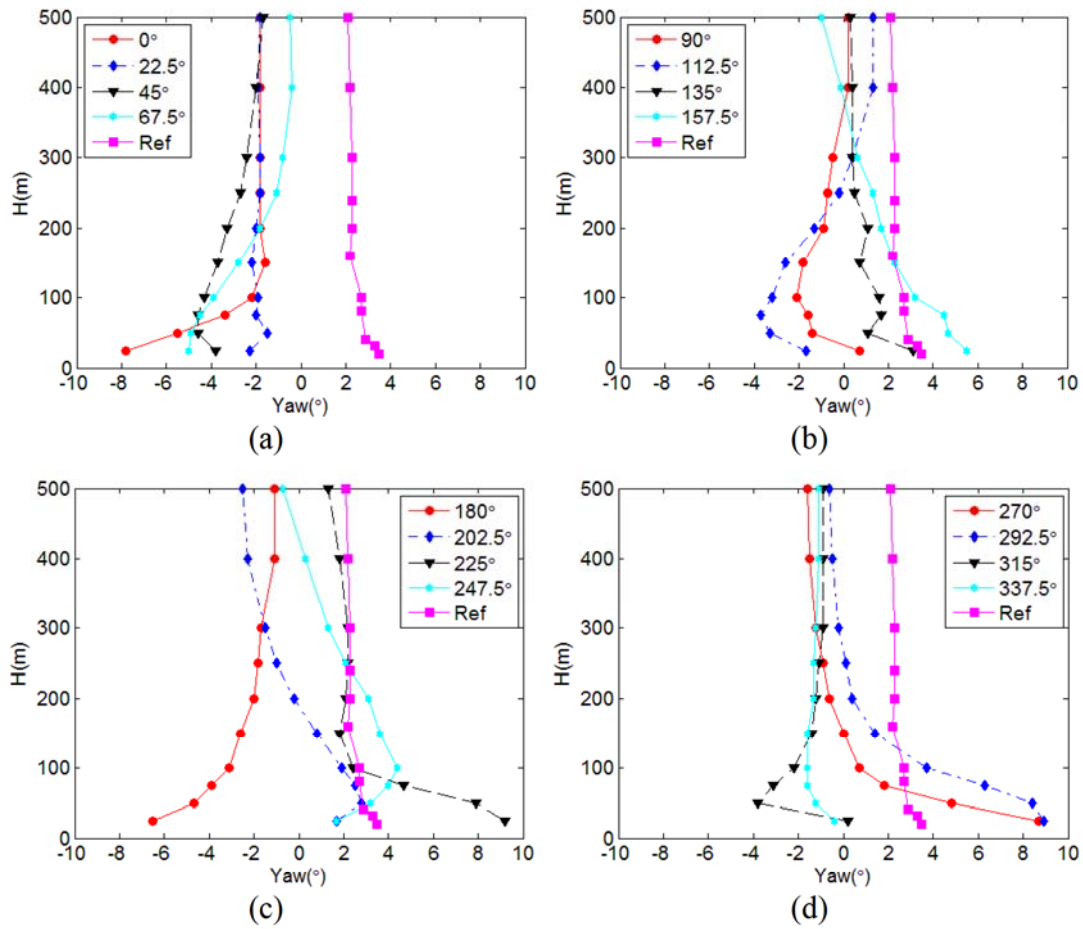 H(m)
500
400
300
200
100
0
0°
22.5°
45°
67.5°
Ref
-10 -8 -6 -4 -2 0 2 4 6 8 10
Yaw(°)
(a)
H(m)
500
400
300
200
100
0
90°
112.5°
135°
157.5°
Ref
-10 -8 -6 -4 -2 0 2 4 6 8 10
Yaw(°)
(b)
H(m)
500
400
300
200
100
0
180°
202.5°
225°
247.5°
Ref
-10 -8 -6 -4 -2 0 2 4 6 8 10
Yaw(°)
(c)
H(m)
500
400
300
200
100
0
270°
292.5°
315°
337.5°
Ref
-10 -8 -6 -4 -2 0 2 4 6 8 10
Yaw(°)
(d)